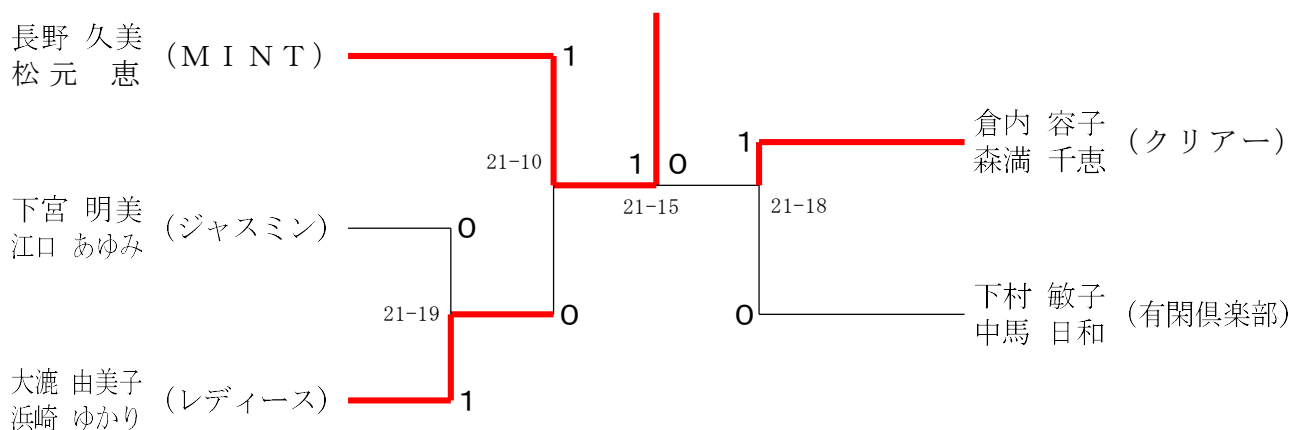 長野 久美
松元 恵
(MINT)
1
21-10
下宮 明美
江口 あゆみ
(ジャスミン)
0
21-19
0
大漉 由美子
浜崎 ゆかり
(レディース)
1
1 0
21-15
1
21-18
倉内 容子
森満 千恵
(クリアー)
0
下村 敏子
中馬 日和
(有閑倶楽部)